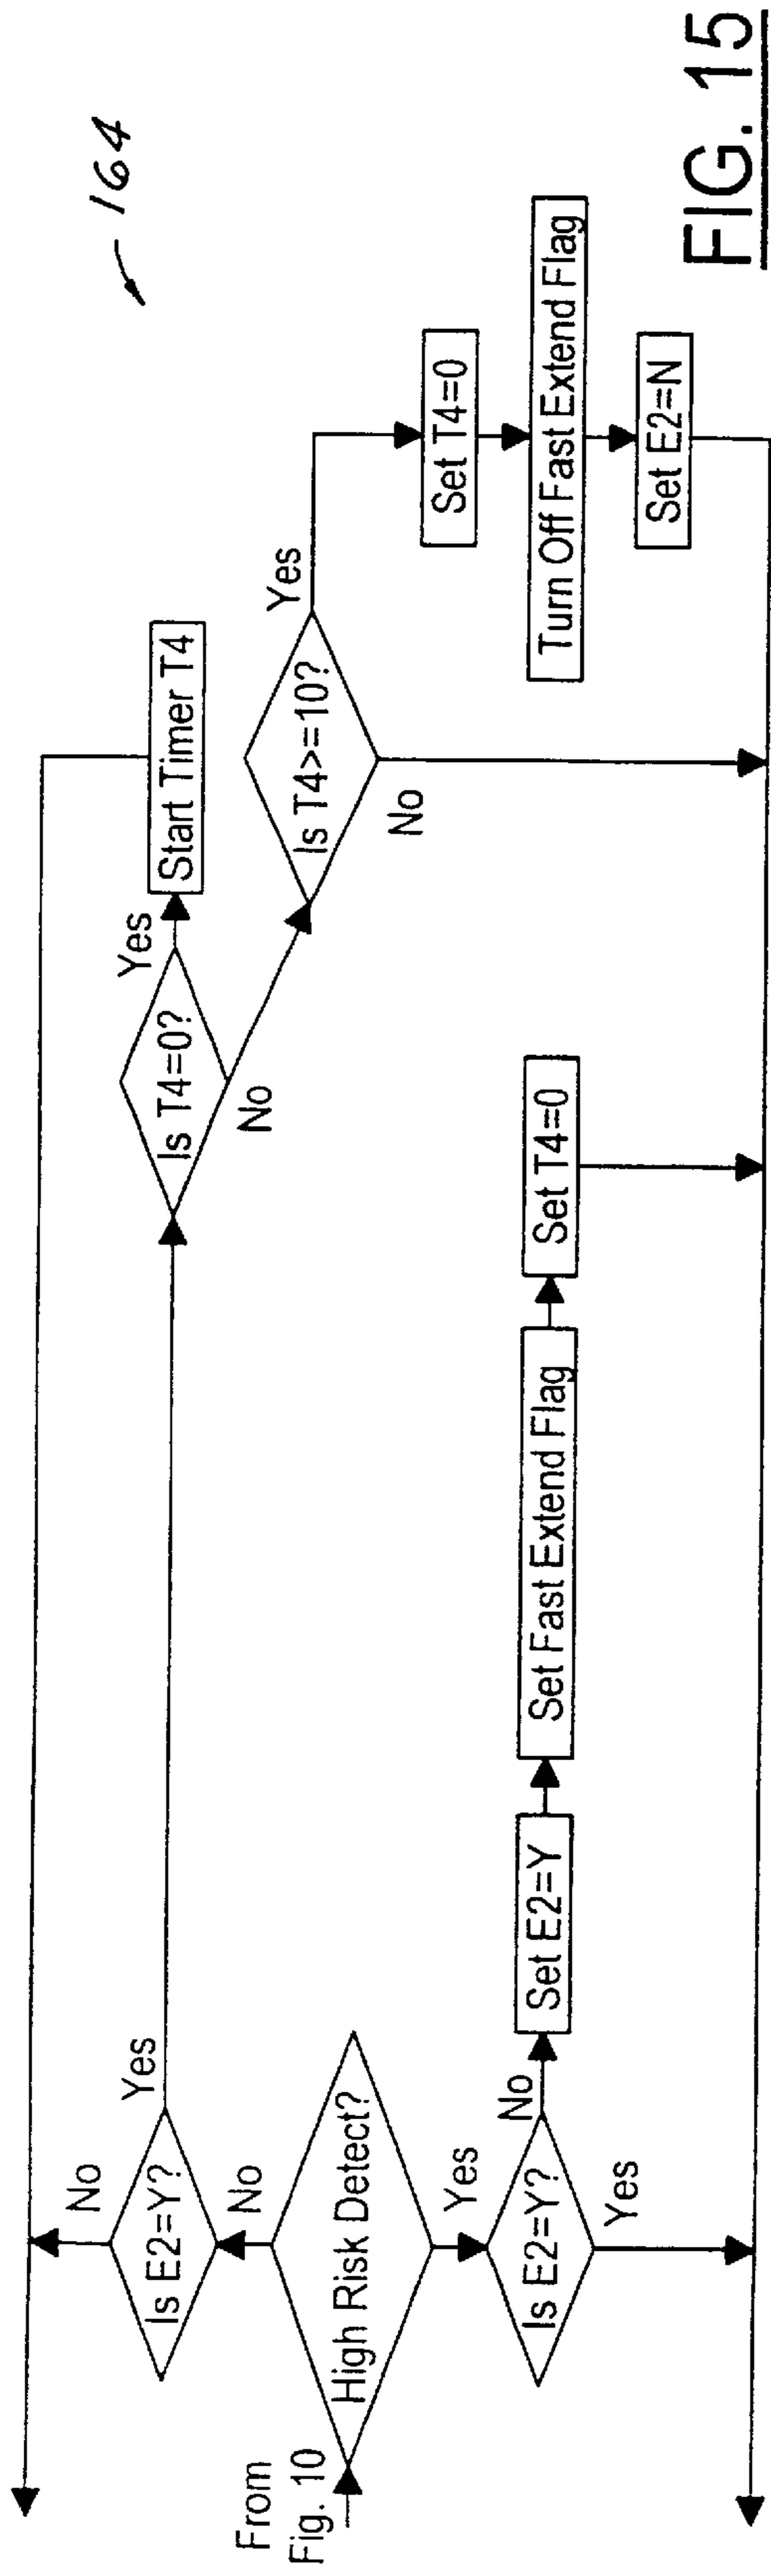 164
From
Fig. 10
High Risk Detect?
No
Is E2=Y?
No
Yes
Is T4=0?
Yes
Start Timer T4
No
Is T4>=10?
Yes
No
Set T4=0
Turn Off Fast Extend Flag
Set E2=N
Yes
Is E2=Y?
Yes
No
Set E2=Y
Set Fast Extend Flag
Set T4=0
FIG. 15